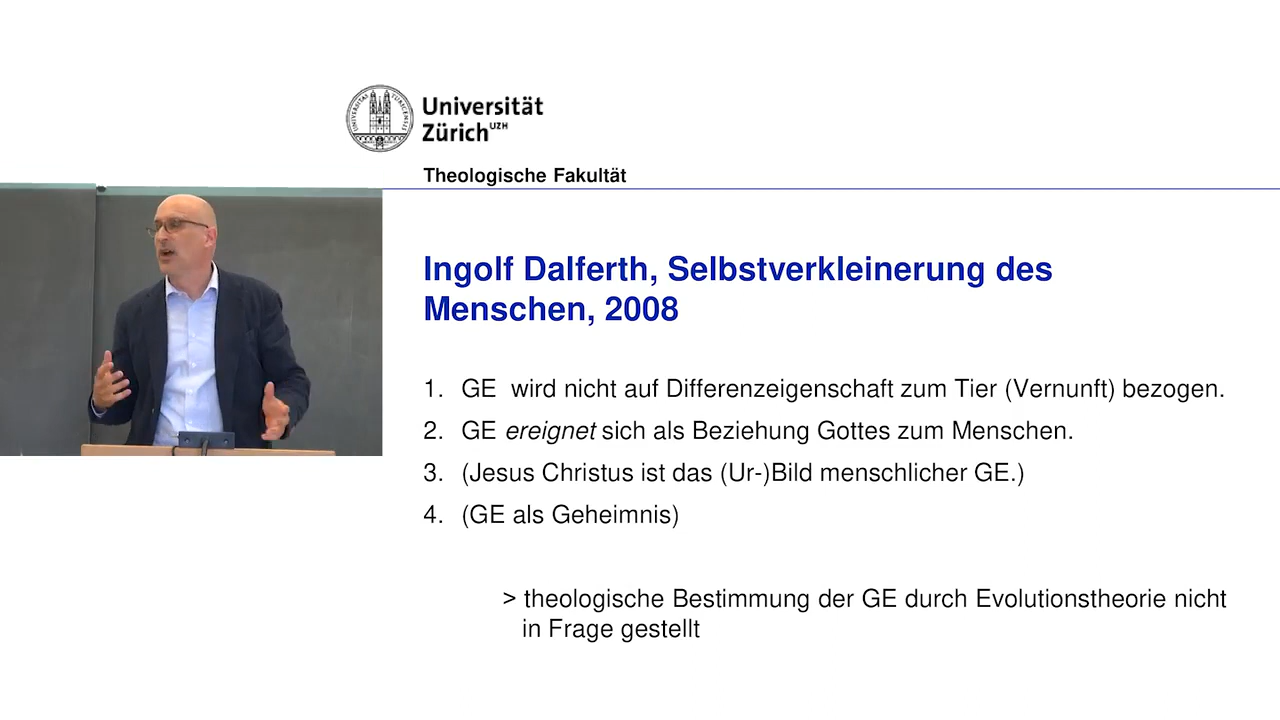 Universität
Zürich UZH
Theologische Fakultät
Ingolf Dalferth, Selbstverkleinerung des
Menschen, 2008
1. GE wird nicht auf Differenzeigenschaft zum Tier (Vernunft) bezogen.
2. GE ereignet sich als Beziehung Gottes zum Menschen.
3. (Jesus Christus ist das (Ur-)Bild menschlicher GE.)
4. (GE als Geheimnis)
> theologische Bestimmung der GE durch Evolutionstheorie nicht
in Frage gestellt